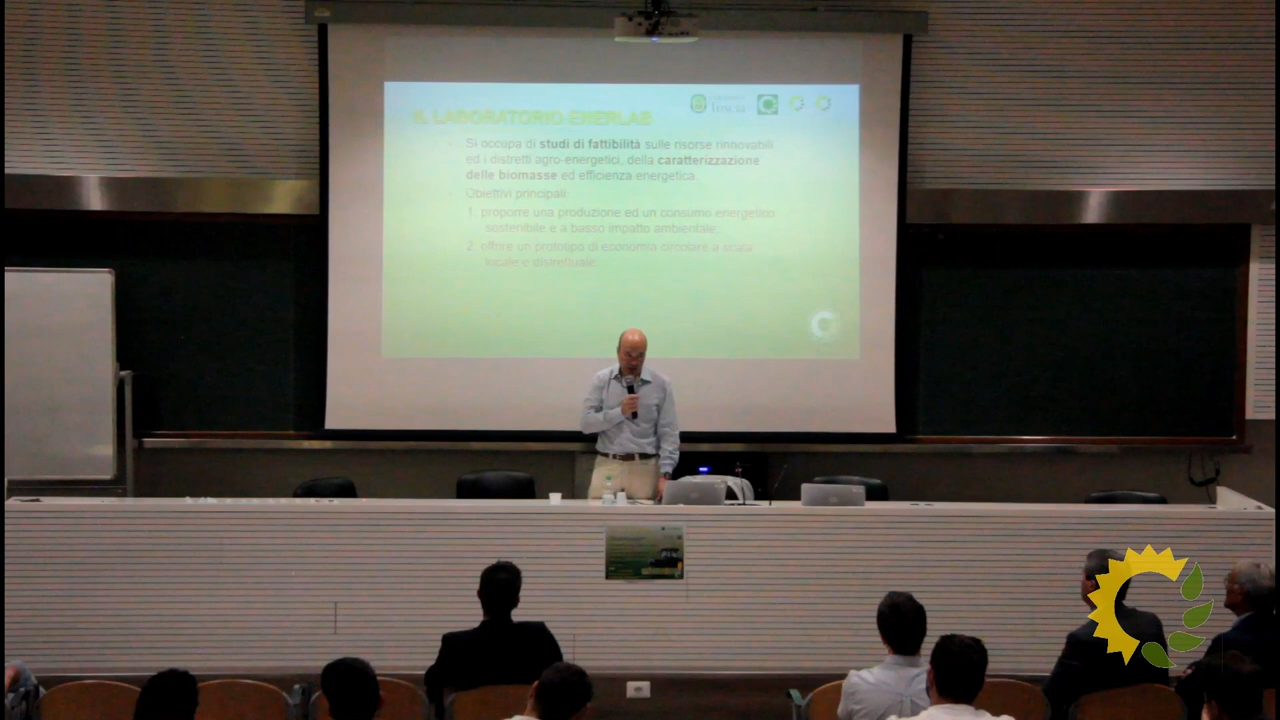 Tuscia
IL LABORATORIO ENERLAB
Si occupa di studi di fattibilità sulle risorse rinnovabili
ed i distretti agro-energetici, della caratterizzazione
delle biomasse ed efficienza energetica.
Obiettivi principali:
1. proporre una produzione ed un consumo energetico
sostenibile e a basso impatto ambientale.
2. offrire un prototipo di economia circolare a scala
locale e distrettuale.